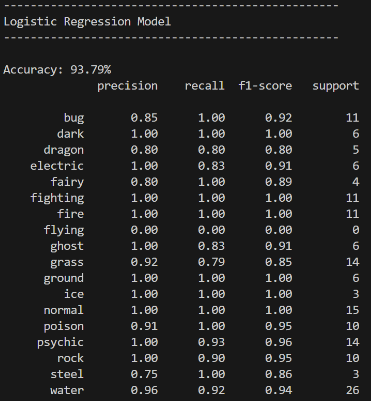 --------------------------------------------------
Logistic Regression Model
--------------------------------------------------
Accuracy: 93.79%
precision recall f1-score support
bug 0.85 1.00 0.92 11
dark 1.00 1.00 1.00 6
dragon 0.80 0.80 0.80 5
electric 1.00 0.83 0.91 6
fairy 0.80 1.00 0.89 4
fighting 1.00 1.00 1.00 11
fire 1.00 1.00 1.00 11
flying 0.00 0.00 0.00 0
ghost 1.00 0.83 0.91 6
grass 0.92 0.79 0.85 14
ground 1.00 1.00 1.00 6
ice 1.00 1.00 1.00 3
normal 1.00 1.00 1.00 15
poison 0.91 1.00 0.95 10
psychic 1.00 0.93 0.96 14
rock 1.00 0.90 0.95 10
steel 0.75 1.00 0.86 3
water 0.96 0.92 0.94 26